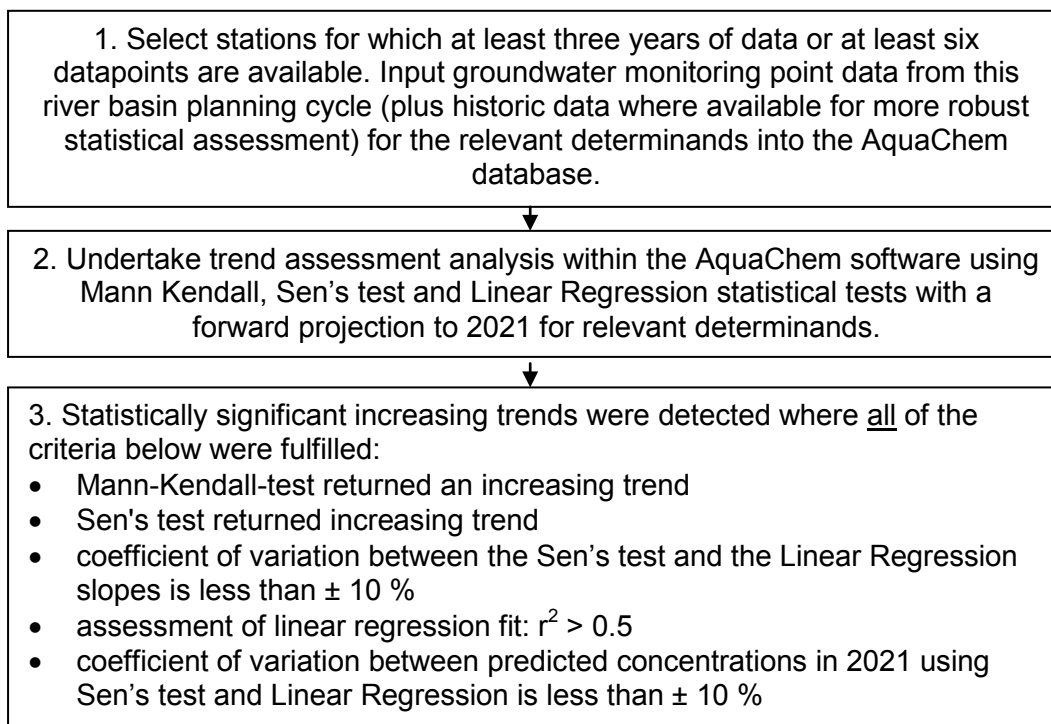 1. Select stations for which at least three years of data or at least six
datapoints are available. Input groundwater monitoring point data from this
river basin planning cycle (plus historic data where available for more robust
statistical assessment) for the relevant determinands into the AquaChem
database.
2. Undertake trend assessment analysis within the AquaChem software using
Mann Kendall, Sen’s test and Linear Regression statistical tests with a
forward projection to 2021 for relevant determinands.
3. Statistically significant increasing trends were detected where all of the
criteria below were fulfilled:
• Mann-Kendall-test returned an increasing trend
• Sen's test returned increasing trend
• coefficient of variation between the Sen’s test and the Linear Regression
slopes is less than ± 10 %
• assessment of linear regression fit: r² > 0.5
• coefficient of variation between predicted concentrations in 2021 using
Sen’s test and Linear Regression is less than ± 10 %